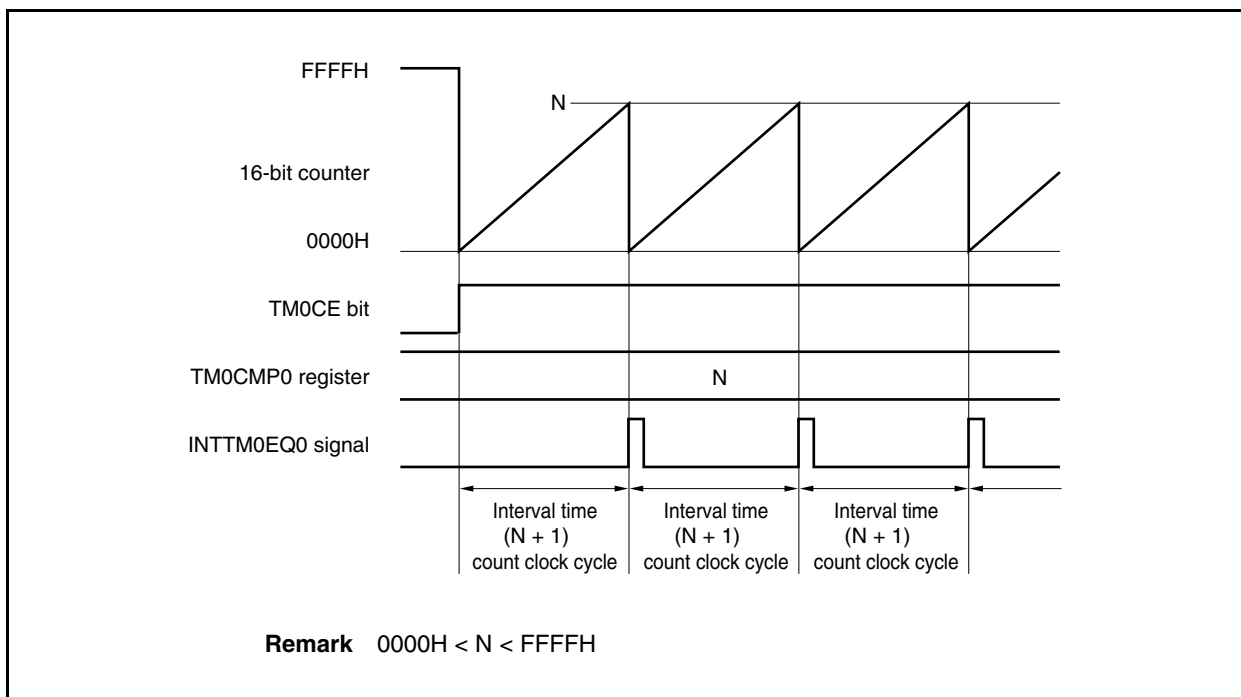 FFFFH
N
16-bit counter
0000H
TM0CE bit
TM0CMP0 register
N
INTTM0EQ0 signal
Interval time
(N + 1)
count clock cycle
Interval time
(N + 1)
count clock cycle
Interval time
(N + 1)
count clock cycle
Remark 0000H < N < FFFFH